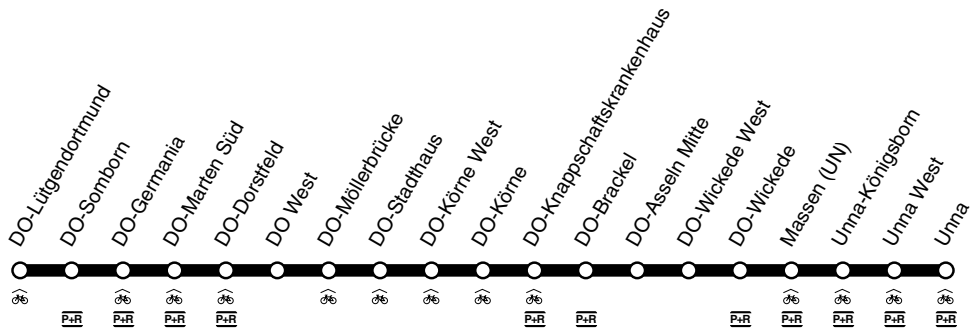 DO-Lütgendortmund
DO-Somborn
DO-Germania
DO-Marten Süd
DO-Dorstfeld
DO West
DO-Möllerbrücke
DO-Stadthaus
DO-Körne West
DO-Körne
DO-Knappschaftskrankenhaus
DO-Brackel
DO-Asseln Mitte
DO-Wickede West
DO-Wickede
Massen (UN)
Unna-Königsborn
Unna West
Unna
P+R P+R P+R P+R P+R P+R P+R P+R P+R P+R P+R